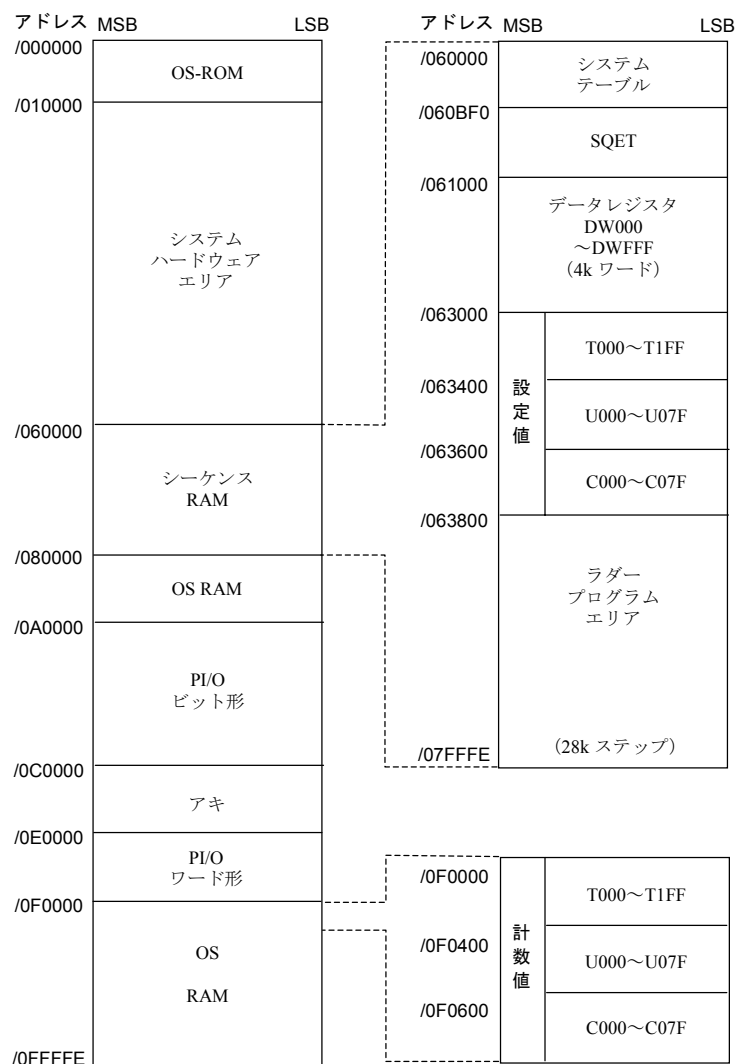 アドレス MSB LSB
/000000
OS-ROM
/010000
システム
ハードウェア
エリア
/060000
シーケンス
RAM
/080000
OS RAM
/0A0000
PI/O
ビット形
/0C0000
アキ
/0E0000
PI/O
ワード形
/0F0000
OS
RAM
/0FFFFE
アドレス MSB LSB
/060000
システム
テーブル
/060BF0
SQET
/061000
データレジスタ
DW000
～DWFFF
（4k ワード）
/063000
設定値
T000～T1FF
/063400
U000～U07F
/063600
C000～C07F
/063800
ラダー
プログラム
エリア
（28k ステップ）
/07FFFE
/0F0000
計数値
T000～T1FF
/0F0400
U000～U07F
/0F0600
C000～C07F